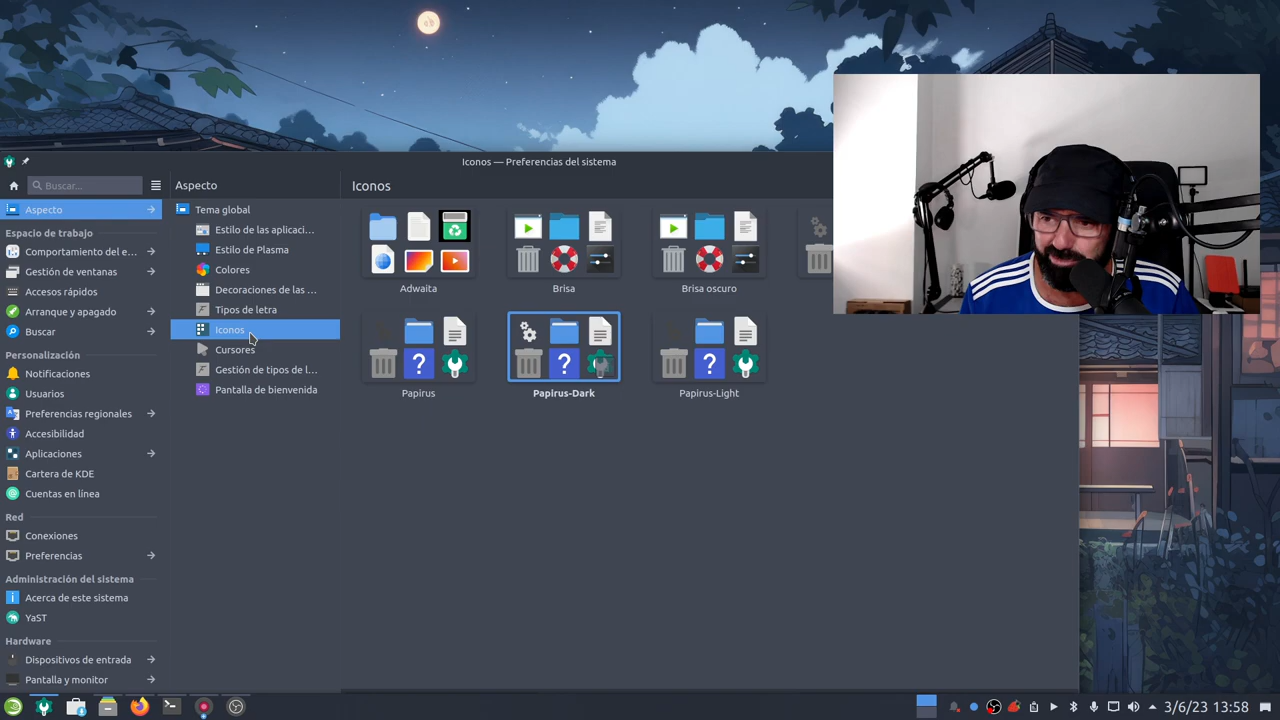 Iconos — Preferencias del sistema
Buscar...
Aspecto
Iconos
Aspecto
Espacio de trabajo
Comportamiento del e...
Gestión de ventanas
Accesos rápidos
Arranque y apagado
Buscar
Personalización
Notificaciones
Usuarios
Preferencias regionales
Accesibilidad
Aplicaciones
Cartera de KDE
Cuentas en línea
Red
Conexiones
Preferencias
Administración del sistema
Acerca de este sistema
YaST
Hardware
Dispositivos de entrada
Pantalla y monitor
Tema global
Estilo de las aplicaci...
Estilo de Plasma
Colores
Decoraciones de las ...
Tipos de letra
Iconos
Cursores
Gestión de tipos de l...
Pantalla de bienvenida
Adwaita
Brisa
Brisa oscuro
Papirus
Papirus-Dark
Papirus-Light
3/6/23 13:58